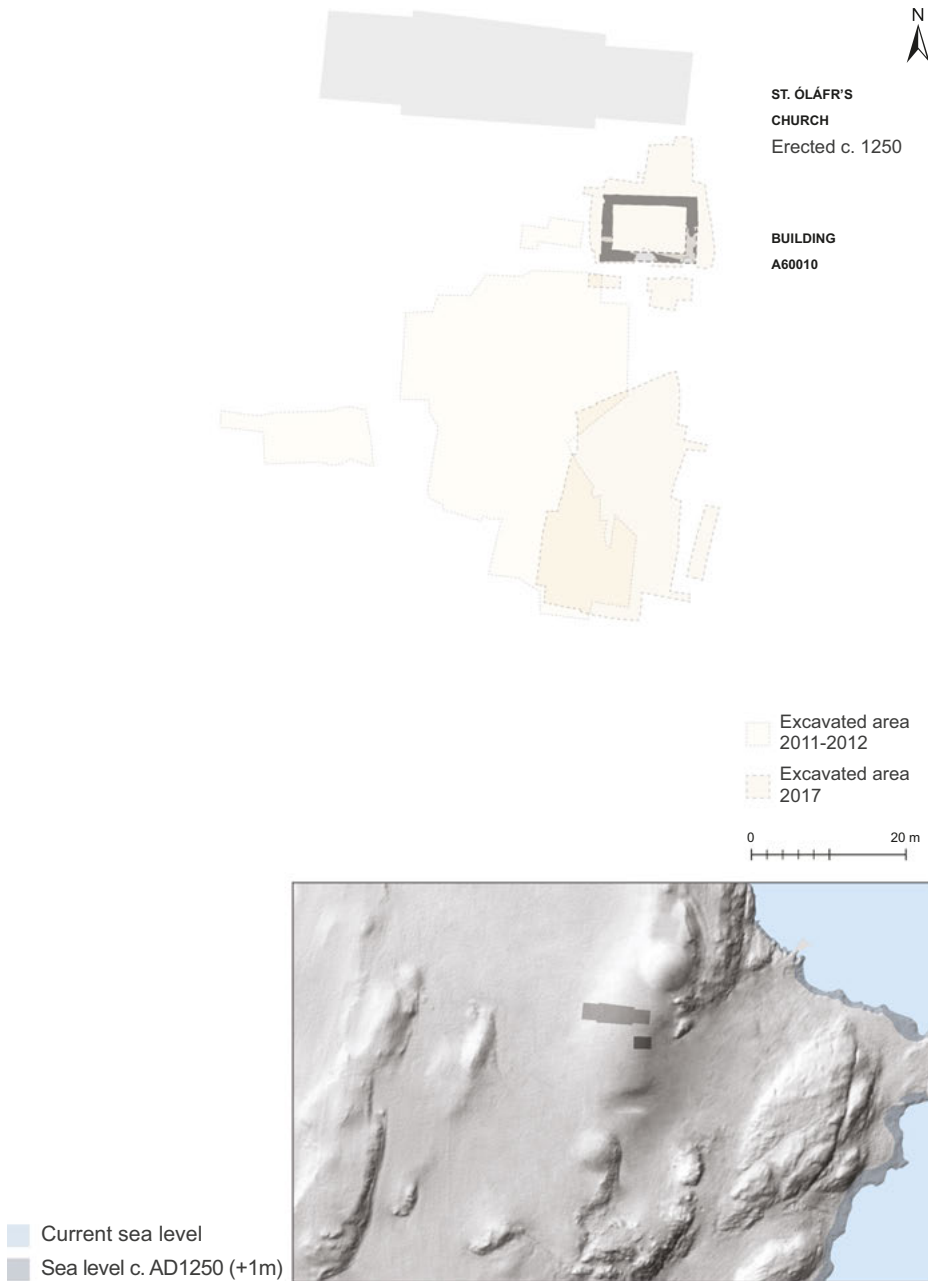 N
ST. ÓLÁFR'S
CHURCH
Erected c. 1250
BUILDING
A60010
Excavated area
2011-2012
Excavated area
2017
0 20 m
Current sea level
Sea level c. AD1250 (+1m)